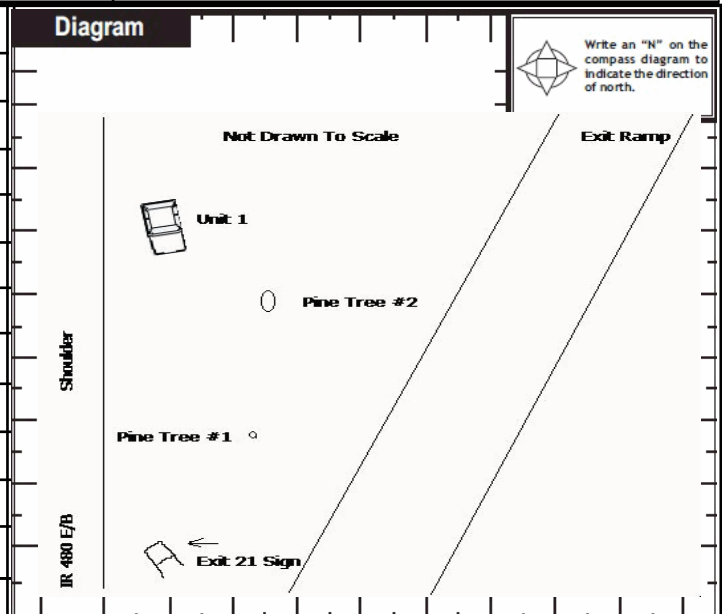 Diagram
Write an “N” on the
compass diagram to
indicate the direction
of north.
Not Drawn To Scale
Exit Ramp
Unit 1
Pine Tree #2
Shoulder
Pine Tree #1
IR 480 E/B
Exit 21 Sign